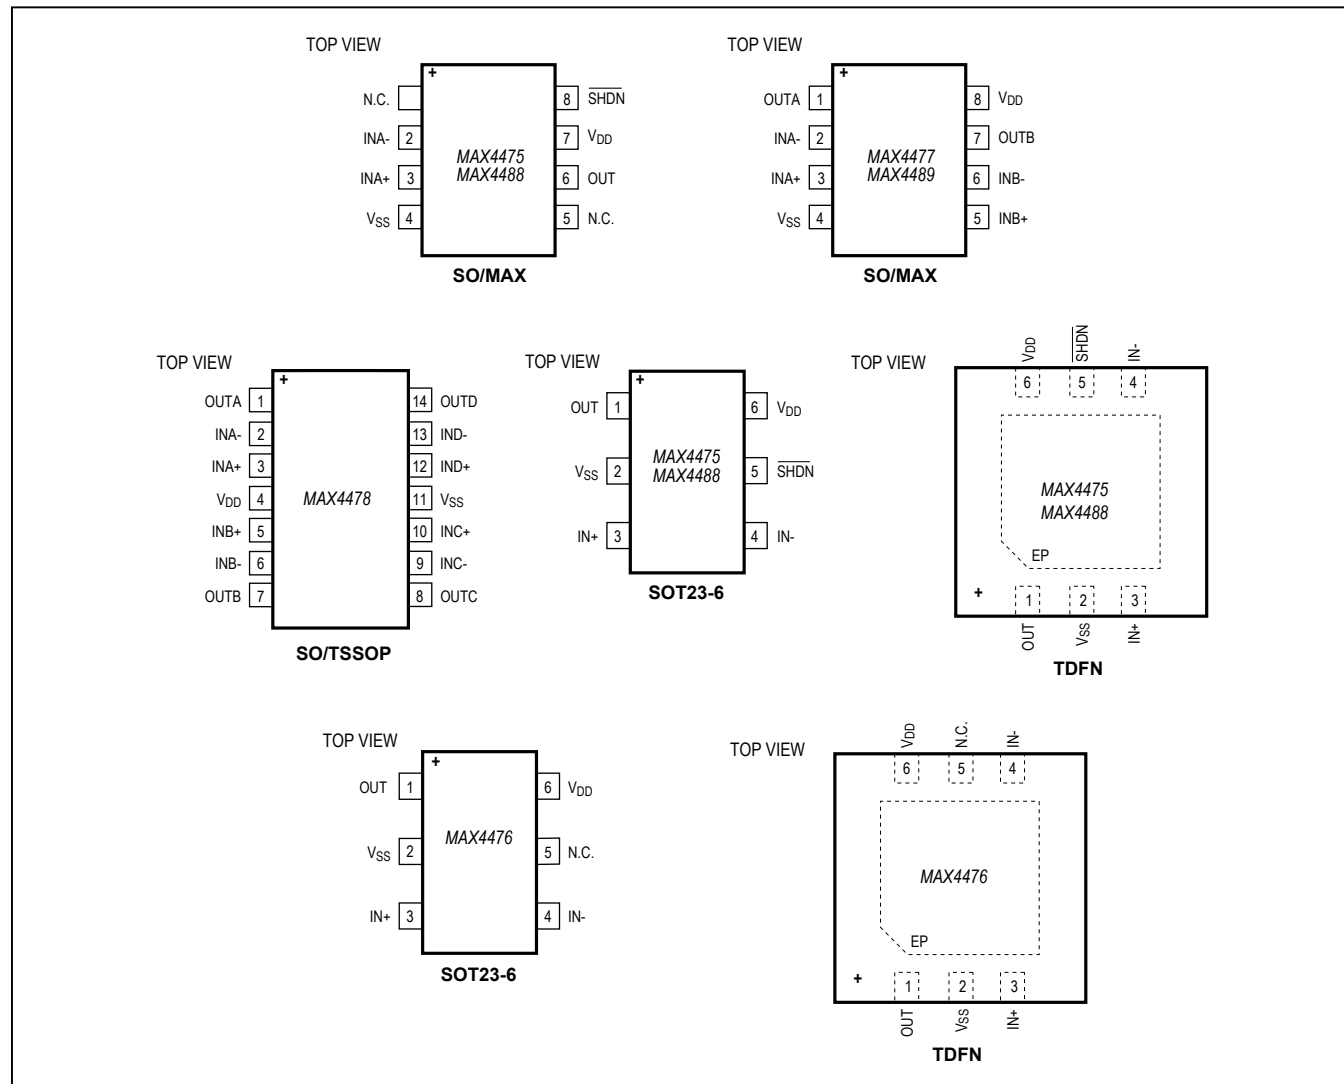 TOP VIEW
+
N.C.
INA- 2
INA+ 3
VSS 4
MAX4475
MAX4488
8 SHDN
7 VDD
6 OUT
5 N.C.
SO/MAX
TOP VIEW
+
OUTA 1
INA- 2
INA+ 3
VSS 4
MAX4477
MAX4489
8 VDD
7 OUTB
6 INB-
5 INB+
SO/MAX
TOP VIEW
+
OUTA 1
INA- 2
INA+ 3
VDD 4
INB+ 5
INB- 6
OUTB 7
MAX4478
14 OUTD
13 IND-
12 IND+
11 VSS
10 INC+
9 INC-
8 OUTC
SO/TSSOP
TOP VIEW
+
OUT 1
VSS 2
IN+ 3
MAX4475
MAX4488
6 VDD
5 SHDN
4 IN-
SOT23-6
TOP VIEW
VDD SHDN IN-
6 5 4
MAX4475
MAX4488
EP
+
1 2 3
OUT VSS IN+
TDFN
TOP VIEW
+
OUT 1
VSS 2
IN+ 3
MAX4476
6 VDD
5 N.C.
4 IN-
SOT23-6
TOP VIEW
VDD N.C. IN-
6 5 4
MAX4476
EP
+
1 2 3
OUT VSS IN+
TDFN